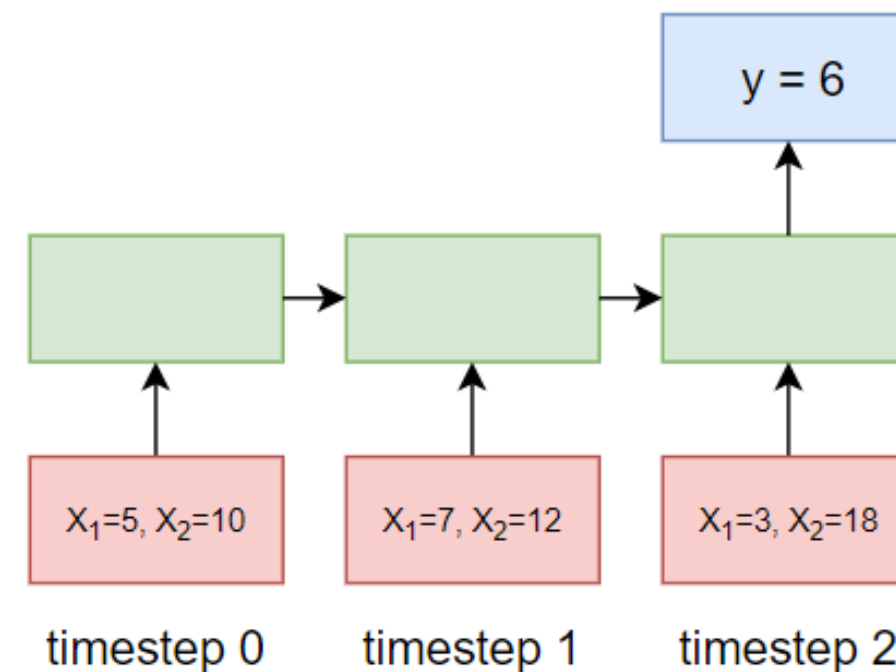 y = 6
X₁=5, X₂=10
X₁=7, X₂=12
X₁=3, X₂=18
timestep 0
timestep 1
timestep 2